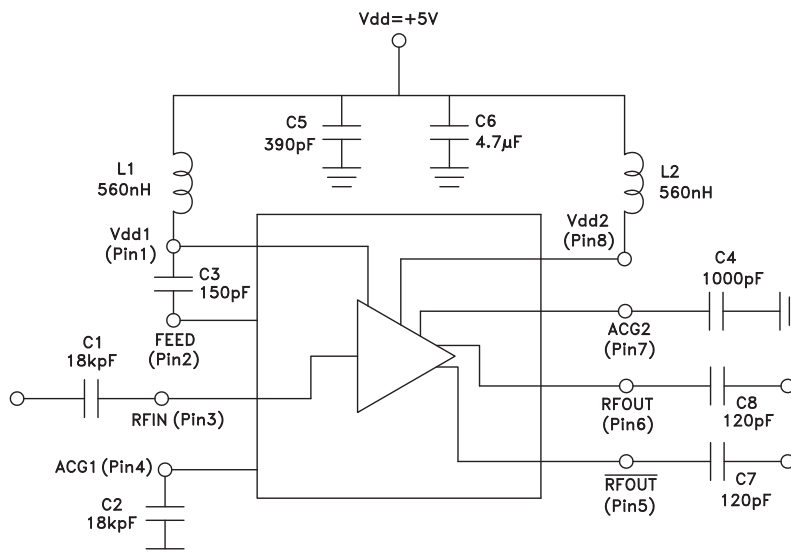 Vdd=+5V
C5
390pF
C6
4.7µF
L1
560nH
L2
560nH
Vdd1
(Pin1)
Vdd2
(Pin8)
C3
150pF
C4
1000pF
FEED
(Pin2)
ACG2
(Pin7)
C1
18kpF
RFIN (Pin3)
RFOUT
(Pin6)
C8
120pF
ACG1 (Pin4)
RFOUT
(Pin5)
C7
120pF
C2
18kpF